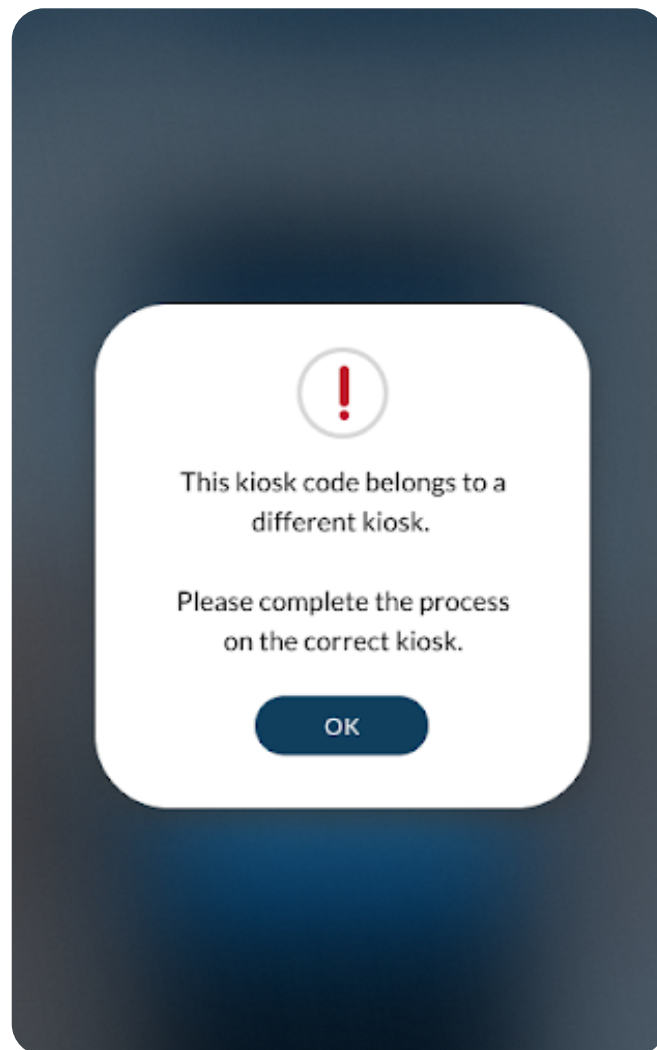 This kiosk code belongs to a
different kiosk.
Please complete the process
on the correct kiosk.
OK